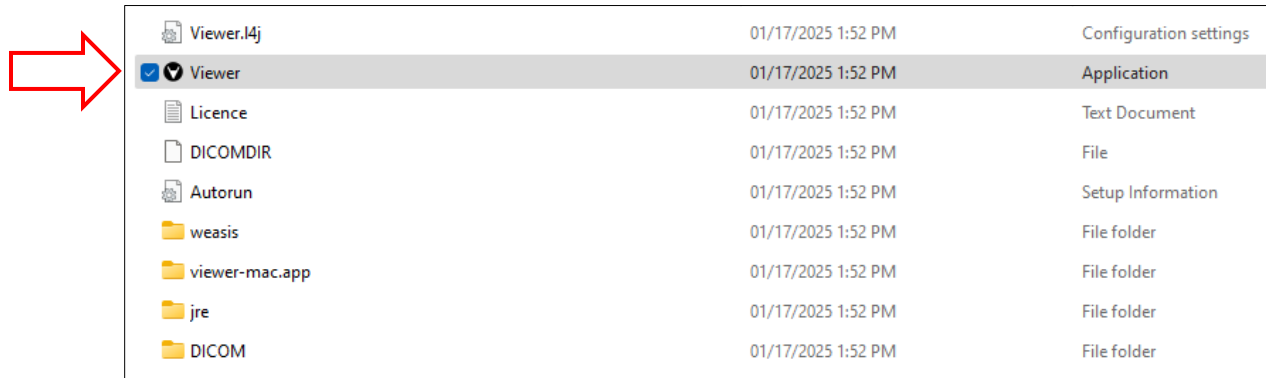 Viewer.l4j 01/17/2025 1:52 PM Configuration settings
Viewer 01/17/2025 1:52 PM Application
Licence 01/17/2025 1:52 PM Text Document
DICOMDIR 01/17/2025 1:52 PM File
Autorun 01/17/2025 1:52 PM Setup Information
weasis 01/17/2025 1:52 PM File folder
viewer-mac.app 01/17/2025 1:52 PM File folder
jre 01/17/2025 1:52 PM File folder
DICOM 01/17/2025 1:52 PM File folder